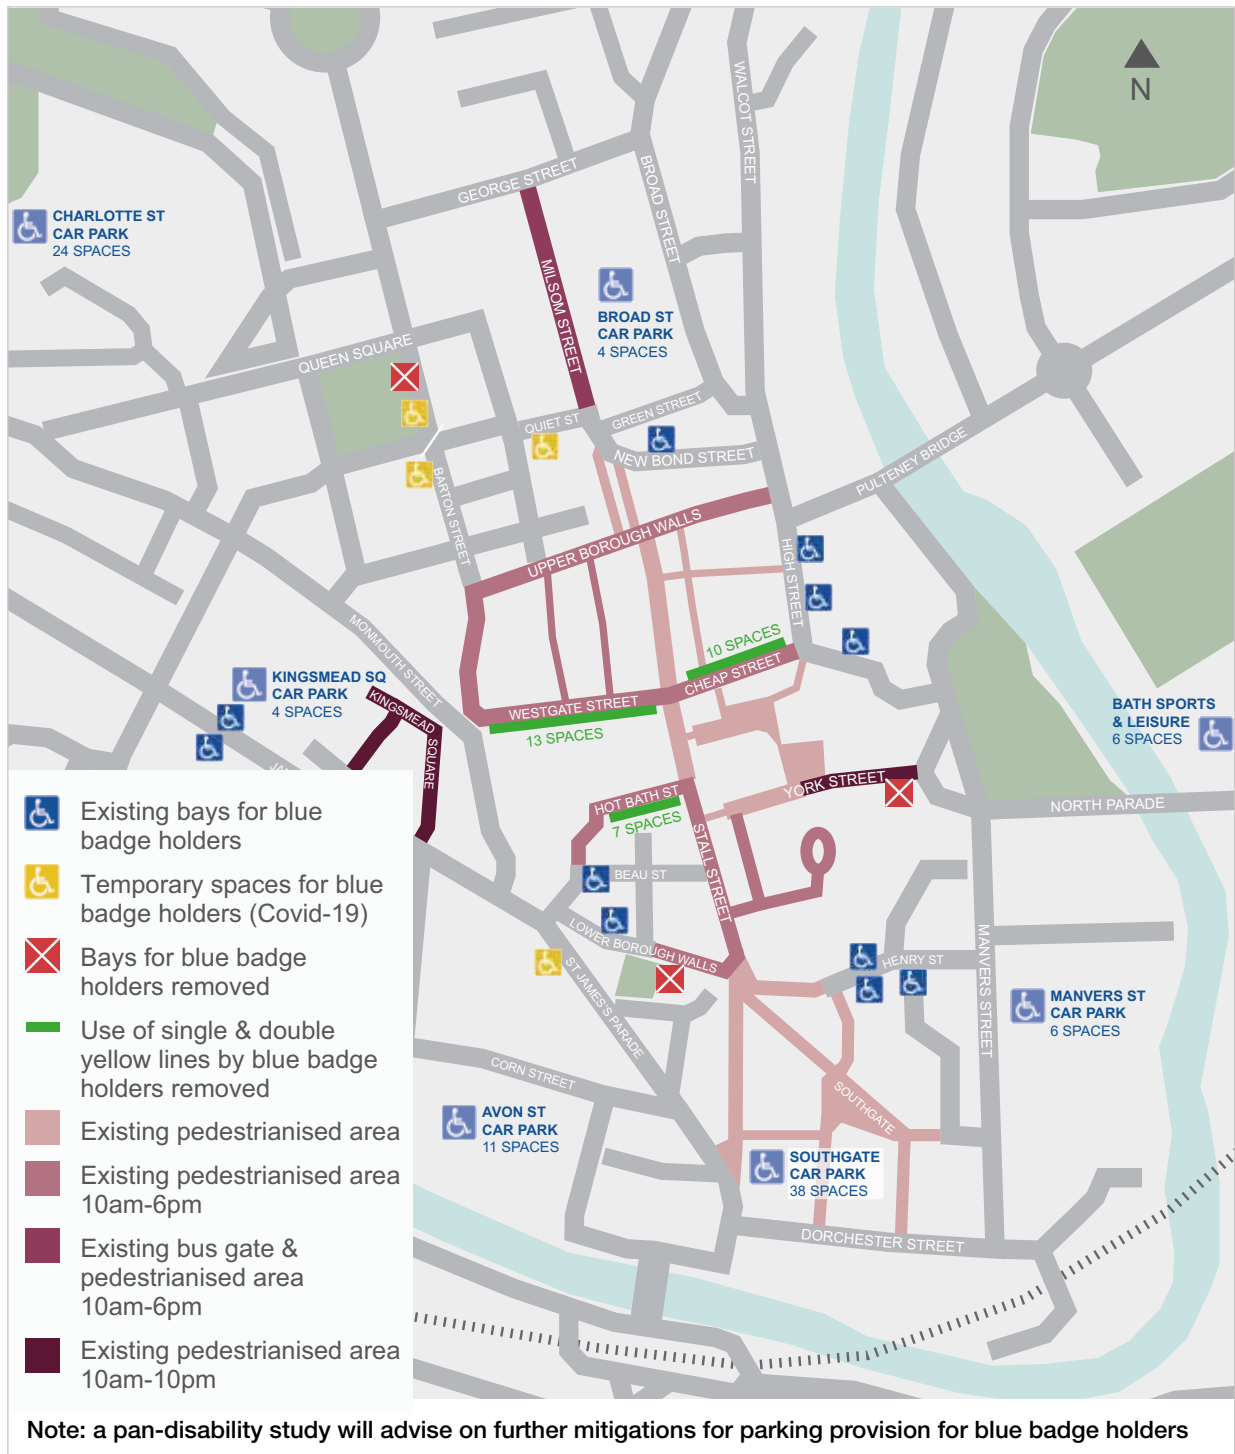 N
WALCOT STREET
GEORGE STREET
BROAD STREET
CHARLOTTE ST
CAR PARK
24 SPACES
MILSOM STREET
BROAD ST
CAR PARK
4 SPACES
QUEEN SQUARE
QUIET ST
GREEN STREET
NEW BOND STREET
PULTENEY BRIDGE
BARTON STREET
UPPER BOROUGH WALLS
HIGH STREET
MONMOUTH STREET
10 SPACES
CHEAP STREET
KINGSMEAD SQ
CAR PARK
4 SPACES
KINGSMEAD
SQUARE
WESTGATE STREET
13 SPACES
BATH SPORTS
& LEISURE
6 SPACES
JA
YORK STREET
NORTH PARADE
HOT BATH ST
7 SPACES
STALL STREET
BEAU ST
LOWER BOROUGH WALLS
ST JAMES'S PARADE
HENRY ST
MANVERS STREET
MANVERS ST
CAR PARK
6 SPACES
CORN STREET
SOUTHGATE
AVON ST
CAR PARK
11 SPACES
SOUTHGATE
CAR PARK
38 SPACES
DORCHESTER STREET
Existing bays for blue
badge holders
Temporary spaces for blue
badge holders (Covid-19)
Bays for blue badge
holders removed
Use of single & double
yellow lines by blue badge
holders removed
Existing pedestrianised area
Existing pedestrianised area
10am-6pm
Existing bus gate &
pedestrianised area
10am-6pm
Existing pedestrianised area
10am-10pm
Note: a pan-disability study will advise on further mitigations for parking provision for blue badge holders